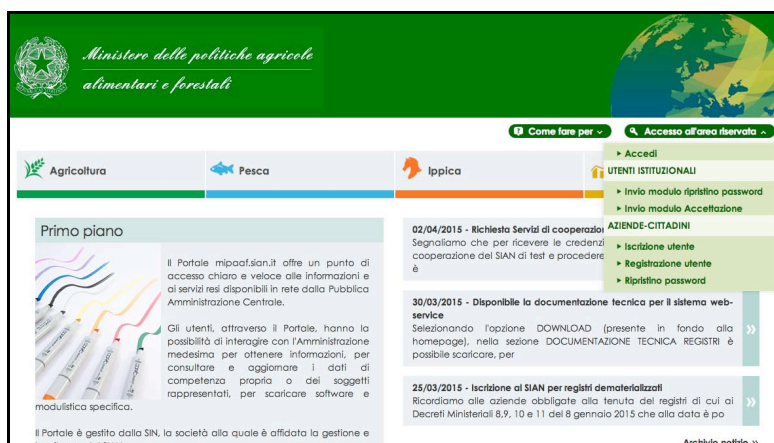 Ministero delle politiche agricole
alimentari e forestali
Come fare per
Accesso all'area riservata
Agricoltura
Pesca
Ippica
Accedi
UTENTI ISTITUZIONALI
Invio modulo ripristino password
Invio modulo Accettazione
AZIENDE-CITTADINI
Iscrizione utente
Registrazione utente
Ripristino password
Primo piano
Il Portale mipaaf.sian.it offre un punto di
accesso chiaro e veloce alle informazioni e
ai servizi resi disponibili in rete dalla Pubblica
Amministrazione Centrale.
Gli utenti, attraverso il Portale, hanno la
possibilità di interagire con l'Amministrazione
medesima per ottenere informazioni, per
consultare e aggiornare i dati di
competenza propria o dei soggetti
rappresentati, per scaricare software e
modulistica specifica.
Il Portale è gestito dalla SIN, la società alla quale è affidata la gestione e
02/04/2015 - Richiesta Servizi di cooperazion
Segnaliamo che per ricevere le credenzi
cooperazione del SIAN di test e procedere
è
30/03/2015 - Disponibile la documentazione tecnica per il sistema web-
service
Selezionando l'opzione DOWNLOAD (presente in fondo alla
homepage), nella sezione DOCUMENTAZIONE TECNICA REGISTRI è
possibile scaricare, per
25/03/2015 - Iscrizione al SIAN per registri dematerializzati
Ricordiamo alle aziende obbligate alla tenuta dei registri di cui ai
Decreti Ministeriali 8,9, 10 e 11 del 8 gennaio 2015 che alla data è po
Archivio notizie »